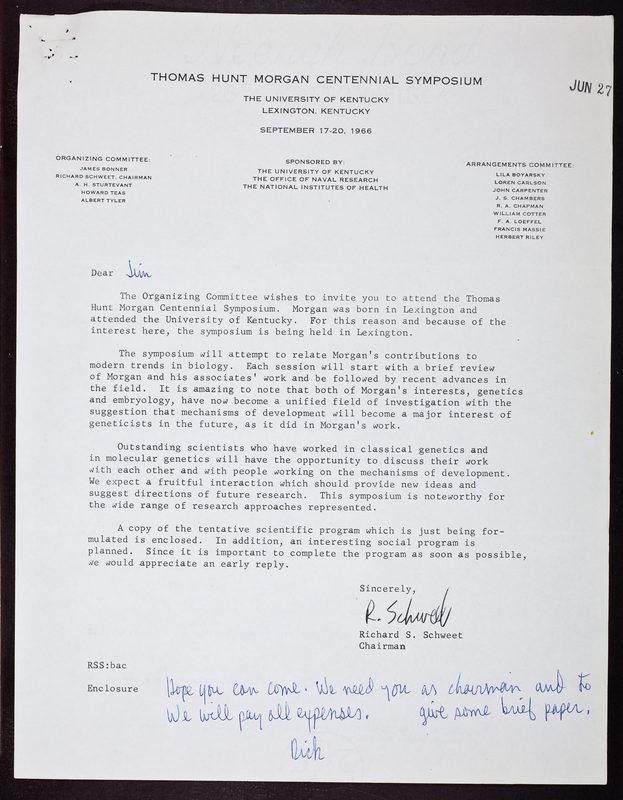 THOMAS HUNT MORGAN CENTENNIAL SYMPOSIUM
JUN 27
THE UNIVERSITY OF KENTUCKY
LEXINGTON, KENTUCKY
SEPTEMBER 17-20, 1966
ORGANIZING COMMITTEE:
JAMES BONNER
RICHARD SCHWEET, CHAIRMAN
A. H. STURTEVANT
HOWARD TEAS
ALBERT TYLER
SPONSORED BY:
THE UNIVERSITY OF KENTUCKY
THE OFFICE OF NAVAL RESEARCH
THE NATIONAL INSTITUTES OF HEALTH
ARRANGEMENTS COMMITTEE:
LILA BOYARSKY
LOREN CARLSON
JOHN CARPENTER
J. S. CHAMBERS
R. A. CHAPMAN
WILLIAM COTTER
F. A. LOEFFEL
FRANCIS MASSIE
HERBERT RILEY
Dear Jim
The Organizing Committee wishes to invite you to attend the Thomas
Hunt Morgan Centennial Symposium. Morgan was born in Lexington and
attended the University of Kentucky. For this reason and because of the
interest here, the symposium is being held in Lexington.
The symposium will attempt to relate Morgan's contributions to
modern trends in biology. Each session will start with a brief review
of Morgan and his associates' work and be followed by recent advances in
the field. It is amazing to note that both of Morgan's interests, genetics
and embryology, have now become a unified field of investigation with the
suggestion that mechanisms of development will become a major interest of
geneticists in the future, as it did in Morgan's work.
Outstanding scientists who have worked in classical genetics and
in molecular genetics will have the opportunity to discuss their work
with each other and with people working on the mechanisms of development.
We expect a fruitful interaction which should provide new ideas and
suggest directions of future research. This symposium is noteworthy for
the wide range of research approaches represented.
A copy of the tentative scientific program which is just being for-
mulated is enclosed. In addition, an interesting social program is
planned. Since it is important to complete the program as soon as possible,
we would appreciate an early reply.
Sincerely,
R. Schweet
Richard S. Schweet
Chairman
RSS:bac
Enclosure
Hope you can come. We need you as chairman and to
We will pay all expenses. give some brief paper.
Dick